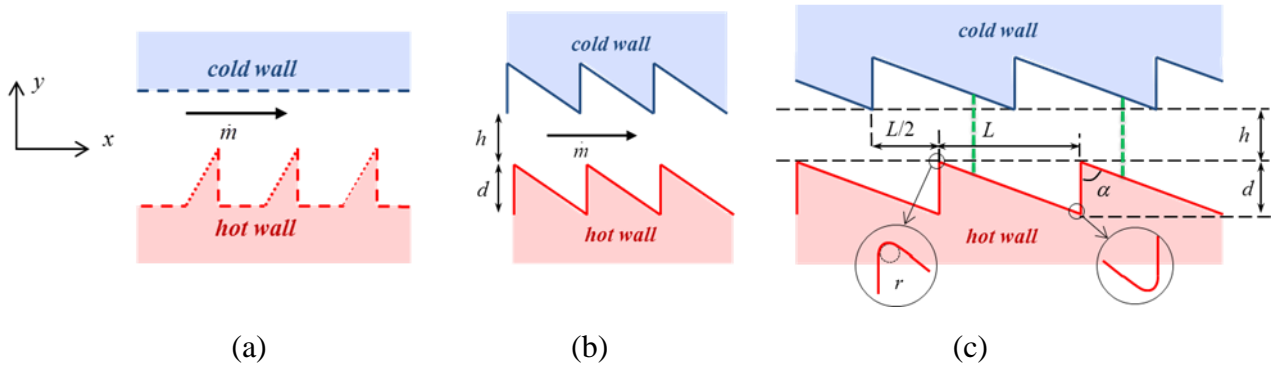 y
x
cold wall
ṁ
hot wall
(a)
cold wall
h
ṁ
d
hot wall
(b)
cold wall
L/2
L
h
α
d
hot wall
r
(c)